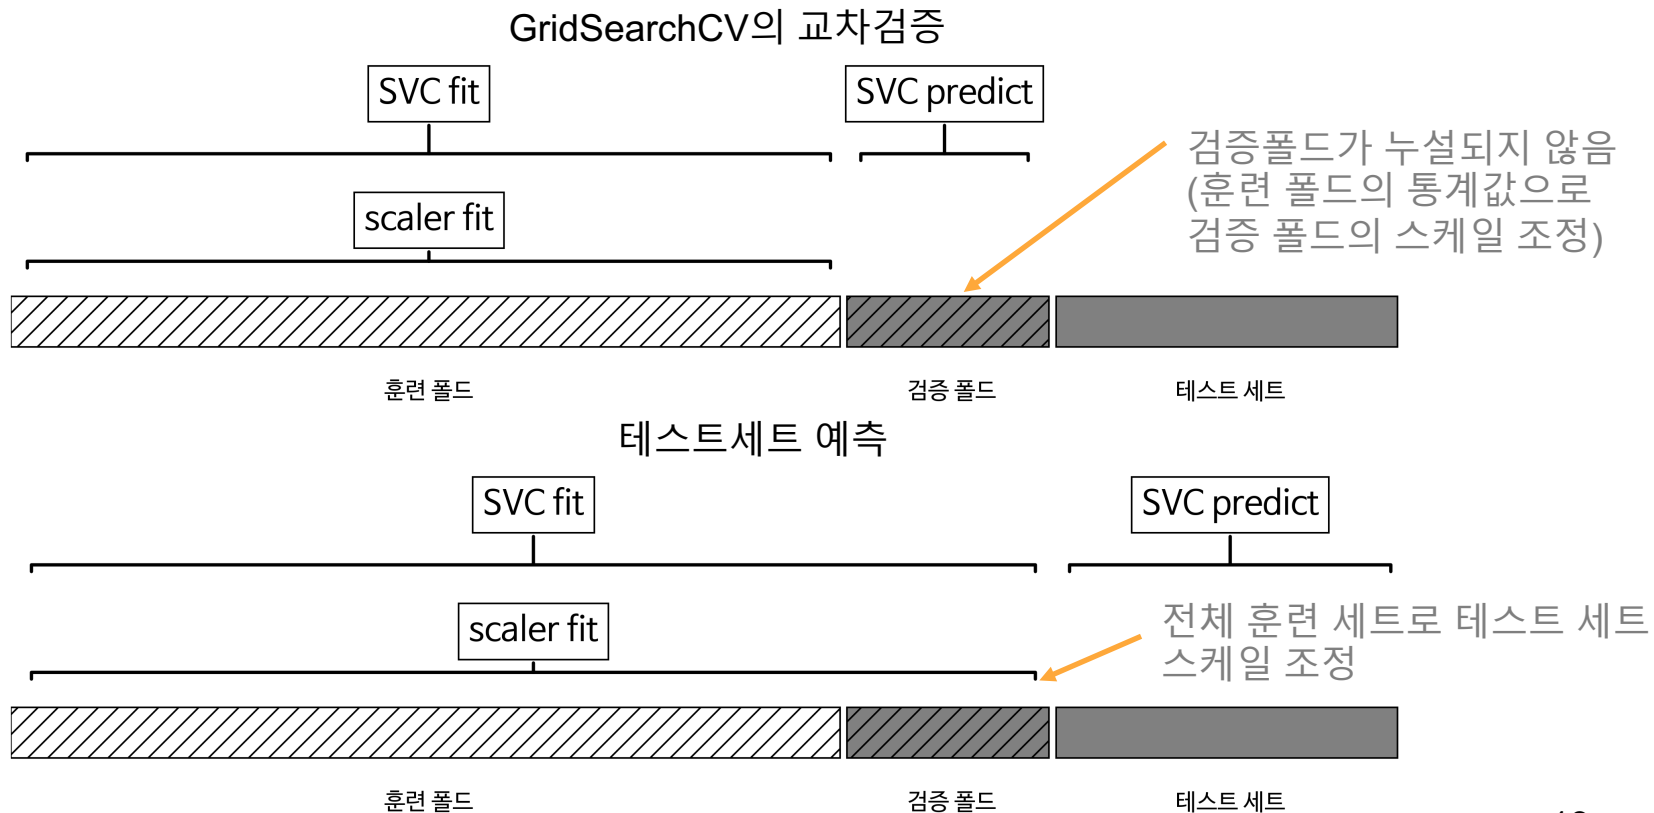 GridSearchCV의 교차검증
SVC fit
SVC predict
검증폴드가 누설되지 않음
(훈련 폴드의 통계값으로
검증 폴드의 스케일 조정)
scaler fit
훈련 폴드
검증 폴드
테스트 세트
테스트세트 예측
SVC fit
SVC predict
전체 훈련 세트로 테스트 세트
스케일 조정
scaler fit
훈련 폴드
검증 폴드
테스트 세트